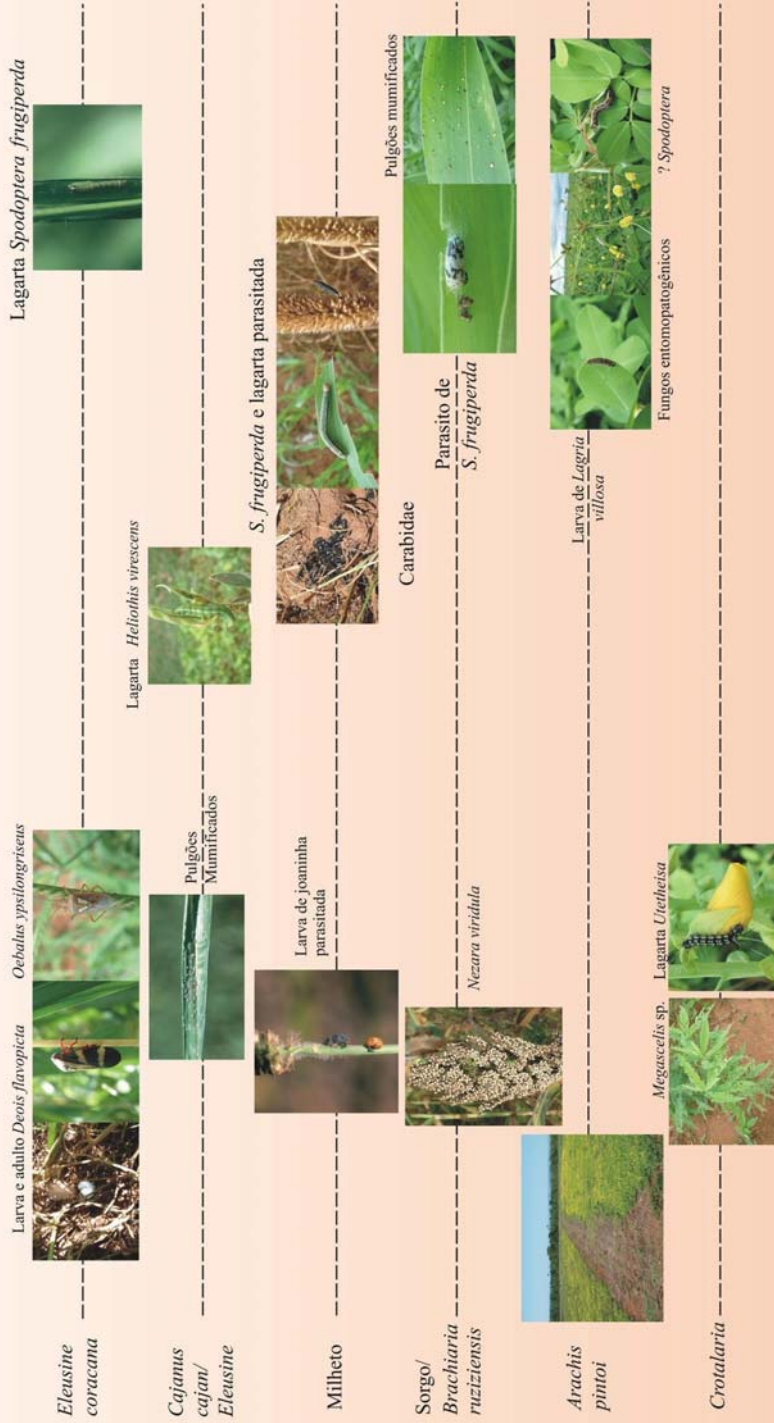 Eleusine
coracana
Larva e adulto Deois flavopicta
Oebalus ypsilongriseus
Lagarta Spodoptera frugiperda
Cajanus
cajan/
Eleusine
Pulgões
Mumificados
Lagarta Heliothis virescens
Milheto
Larva de joaninha
parasitada
S. frugiperda e lagarta parasitada
Carabidae
Sorgo/
Brachiaria
ruziziensis
Nezara viridula
Parasito de
S. frugiperda
Pulgões mumificados
Arachis
pintoi
Larva de Lagria
villosa
Fungos entomopatogênicos
? Spodoptera
Crotalaria
Megascelis sp.
Lagarta Utetheisa